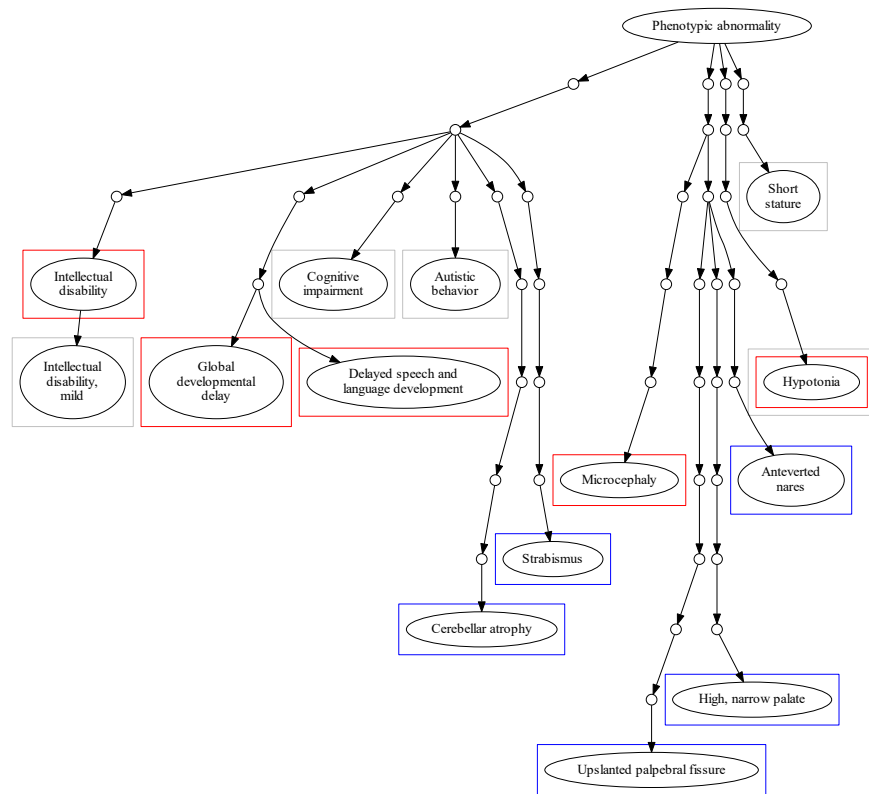 Phenotypic abnormality
Short
stature
Intellectual
disability
Cognitive
impairment
Autistic
behavior
Intellectual
disability,
mild
Global
developmental
delay
Delayed speech and
language development
Hypotonia
Microcephaly
Anteverted
nares
Strabismus
Cerebellar atrophy
High, narrow palate
Upslanted palpebral fissure